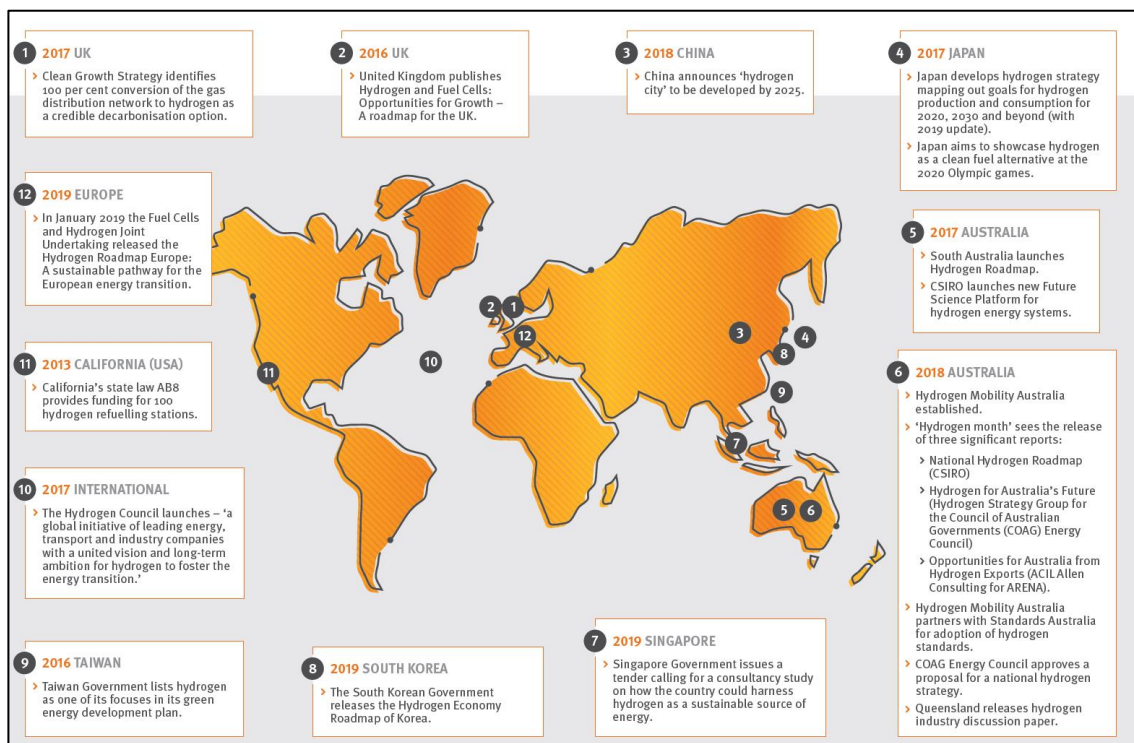 1 2017 UK
> Clean Growth Strategy identifies
100 per cent conversion of the gas
distribution network to hydrogen as
a credible decarbonisation option.
2 2016 UK
> United Kingdom publishes
Hydrogen and Fuel Cells:
Opportunities for Growth –
A roadmap for the UK.
3 2018 CHINA
> China announces ‘hydrogen
city’ to be developed by 2025.
4 2017 JAPAN
> Japan develops hydrogen strategy
mapping out goals for hydrogen
production and consumption for
2020, 2030 and beyond (with
2019 update).
> Japan aims to showcase hydrogen
as a clean fuel alternative at the
2020 Olympic games.
12 2019 EUROPE
> In January 2019 the Fuel Cells
and Hydrogen Joint
Undertaking released the
Hydrogen Roadmap Europe:
A sustainable pathway for the
European energy transition.
5 2017 AUSTRALIA
> South Australia launches
Hydrogen Roadmap.
> CSIRO launches new Future
Science Platform for
hydrogen energy systems.
11 2013 CALIFORNIA (USA)
> California’s state law AB8
provides funding for 100
hydrogen refuelling stations.
6 2018 AUSTRALIA
> Hydrogen Mobility Australia
established.
> ‘Hydrogen month’ sees the release
of three significant reports:
> National Hydrogen Roadmap
(CSIRO)
> Hydrogen for Australia’s Future
(Hydrogen Strategy Group for
the Council of Australian
Governments (COAG) Energy
Council)
> Opportunities for Australia from
Hydrogen Exports (ACIL Allen
Consulting for ARENA).
> Hydrogen Mobility Australia
partners with Standards Australia
for adoption of hydrogen
standards.
> COAG Energy Council approves a
proposal for a national hydrogen
strategy.
> Queensland releases hydrogen
industry discussion paper.
10 2017 INTERNATIONAL
> The Hydrogen Council launches – ‘a
global initiative of leading energy,
transport and industry companies
with a united vision and long-term
ambition for hydrogen to foster the
energy transition.’
9 2016 TAIWAN
> Taiwan Government lists hydrogen
as one of its focuses in its green
energy development plan.
8 2019 SOUTH KOREA
> The South Korean Government
releases the Hydrogen Economy
Roadmap of Korea.
7 2019 SINGAPORE
> Singapore Government issues a
tender calling for a consultancy study
on how the country could harness
hydrogen as a sustainable source of
energy.
2
1
12
3
4
8
10
11
9
7
5
6